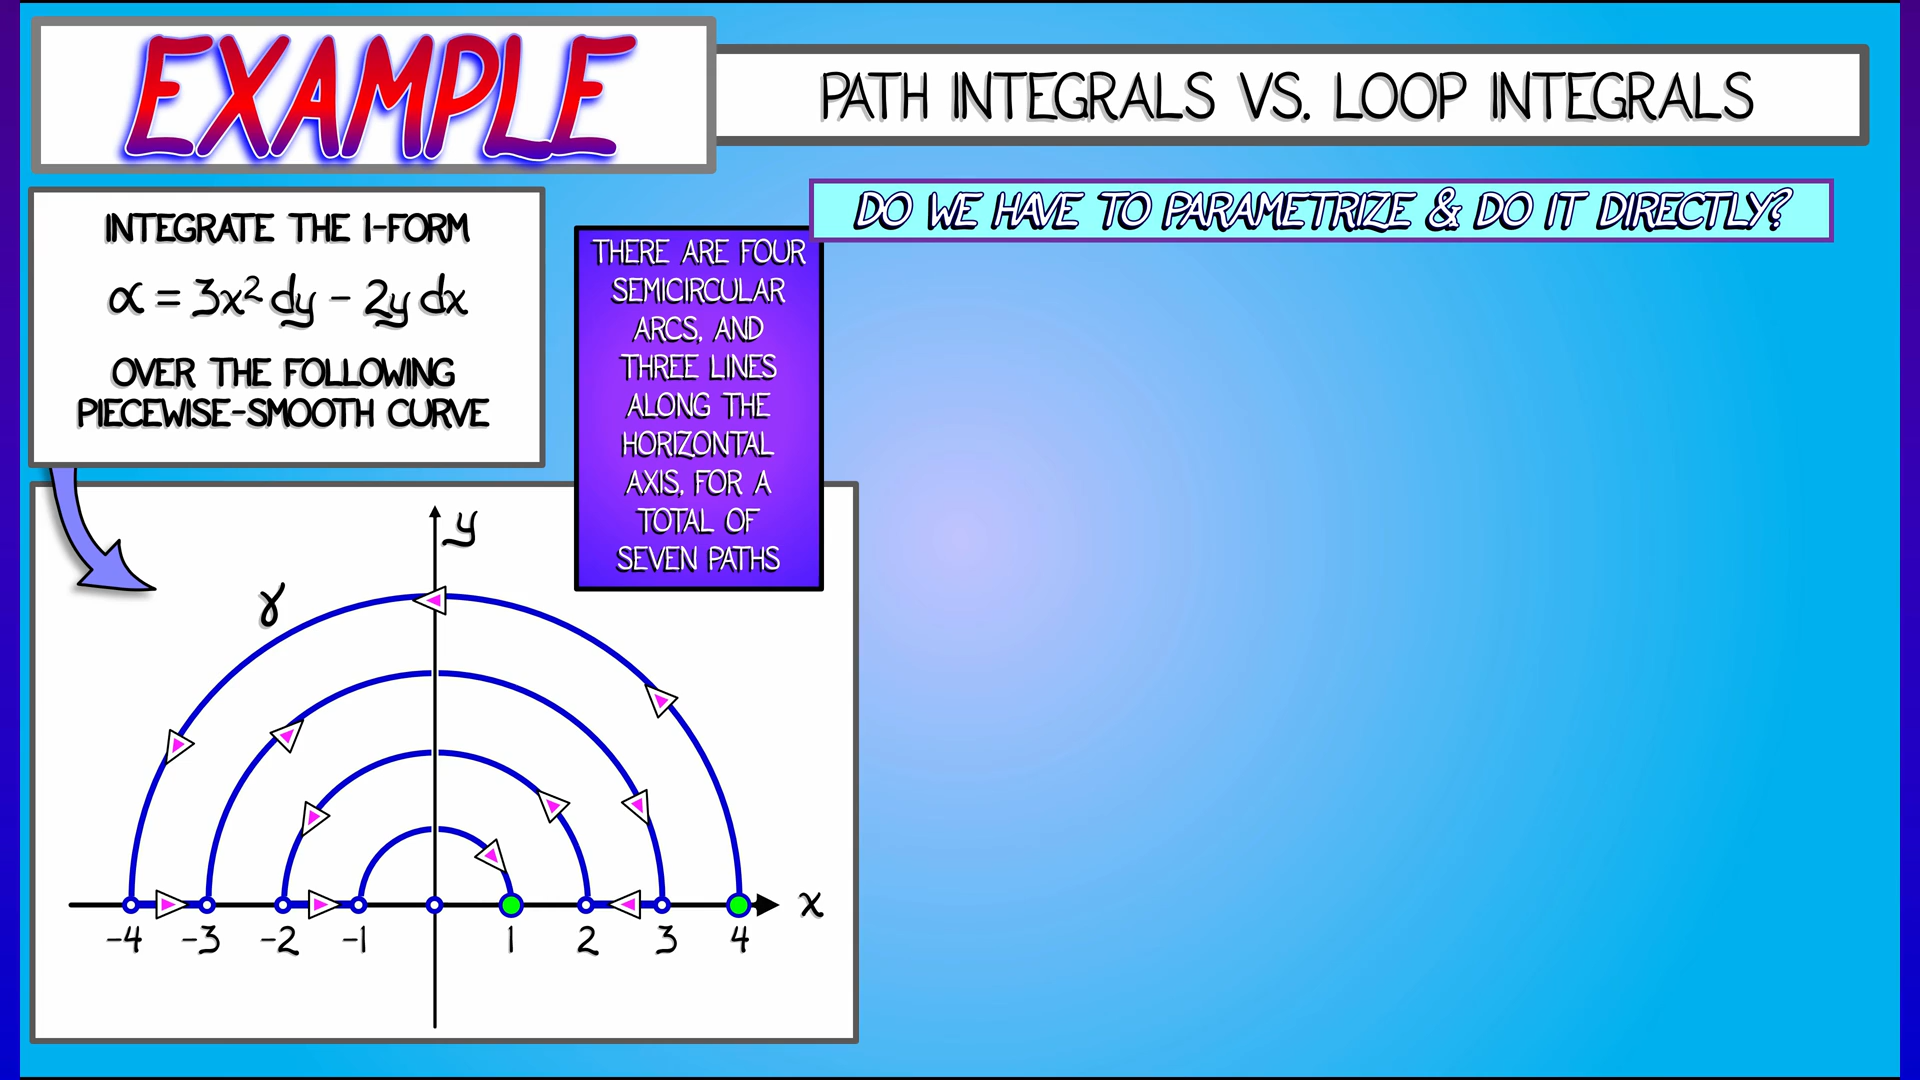 EXAMPLE
PATH INTEGRALS VS. LOOP INTEGRALS
INTEGRATE THE 1-FORM
α = 3x² dy - 2y dx
OVER THE FOLLOWING
PIECEWISE-SMOOTH CURVE
THERE ARE FOUR
SEMICIRCULAR
ARCS, AND
THREE LINES
ALONG THE
HORIZONTAL
AXIS, FOR A
TOTAL OF
SEVEN PATHS
DO WE HAVE TO PARAMETRIZE & DO IT DIRECTLY?
y
γ
x
-4 -3 -2 -1 1 2 3 4